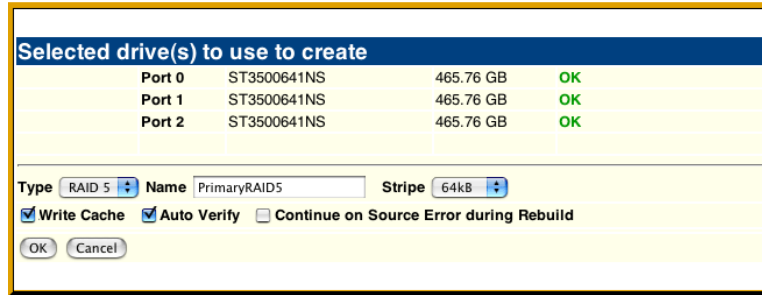 Selected drive(s) to use to create
Port 0 ST3500641NS 465.76 GB OK
Port 1 ST3500641NS 465.76 GB OK
Port 2 ST3500641NS 465.76 GB OK
Type RAID 5 Name PrimaryRAID5 Stripe 64kB
Write Cache Auto Verify Continue on Source Error during Rebuild
OK Cancel